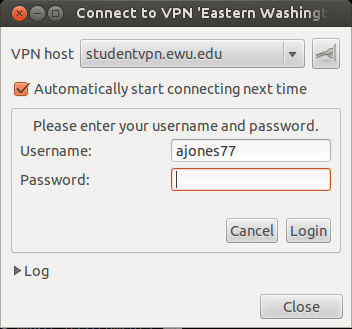 Connect to VPN 'Eastern Washingt
VPN host studentvpn.ewu.edu
Automatically start connecting next time
Please enter your username and password.
Username: ajones77
Password:
Cancel Login
Log
Close